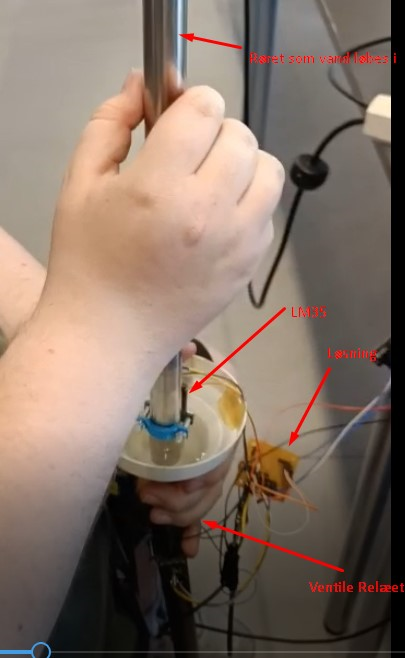 Røret som vand løbes i
LM35
Løsning
Ventile Relæet